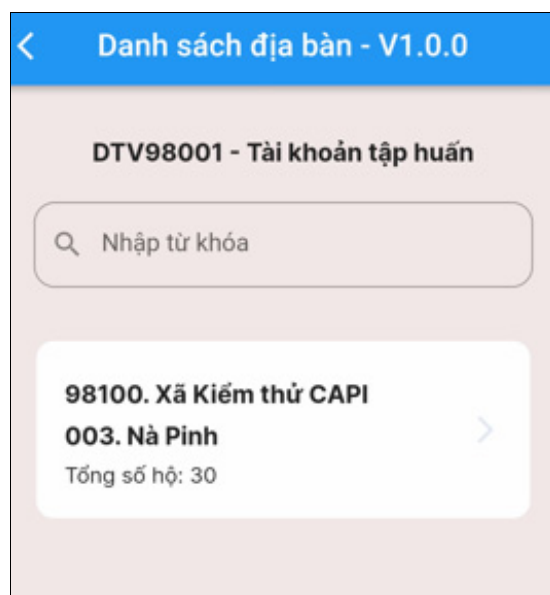 Danh sách địa bàn - V1.0.0
DTV98001 - Tài khoản tập huấn
Nhập từ khóa
98100. Xã Kiểm thử CAPI
003. Nà Pinh
Tổng số hộ: 30